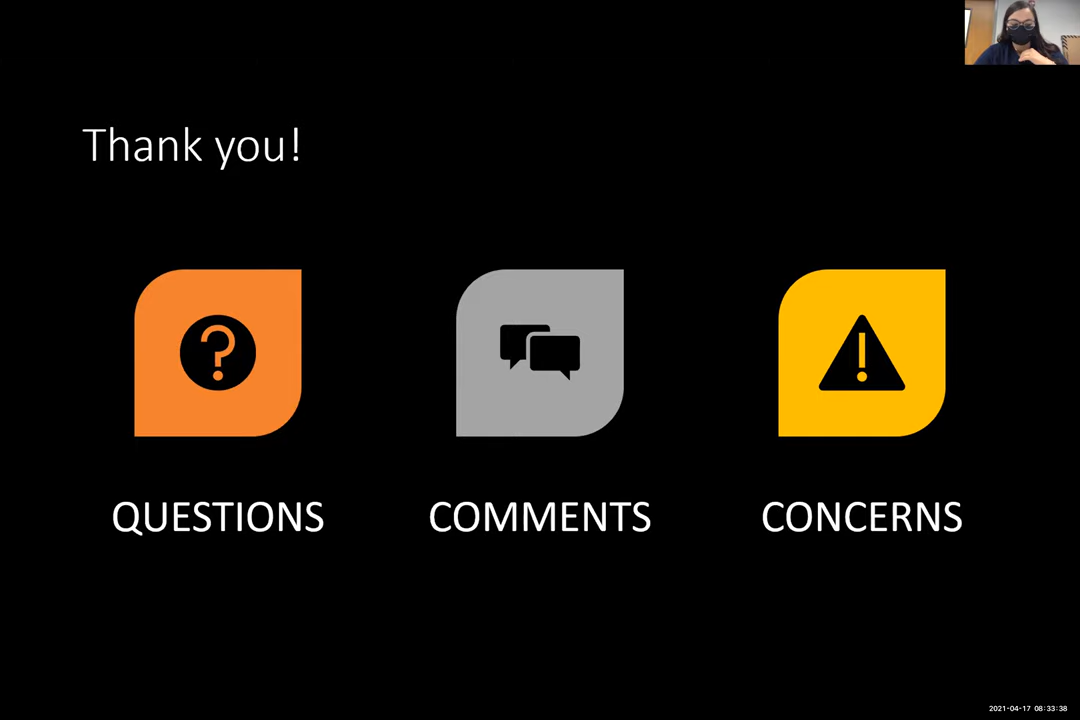 Thank you!
QUESTIONS
COMMENTS
CONCERNS
2021-04-17 08:33:38